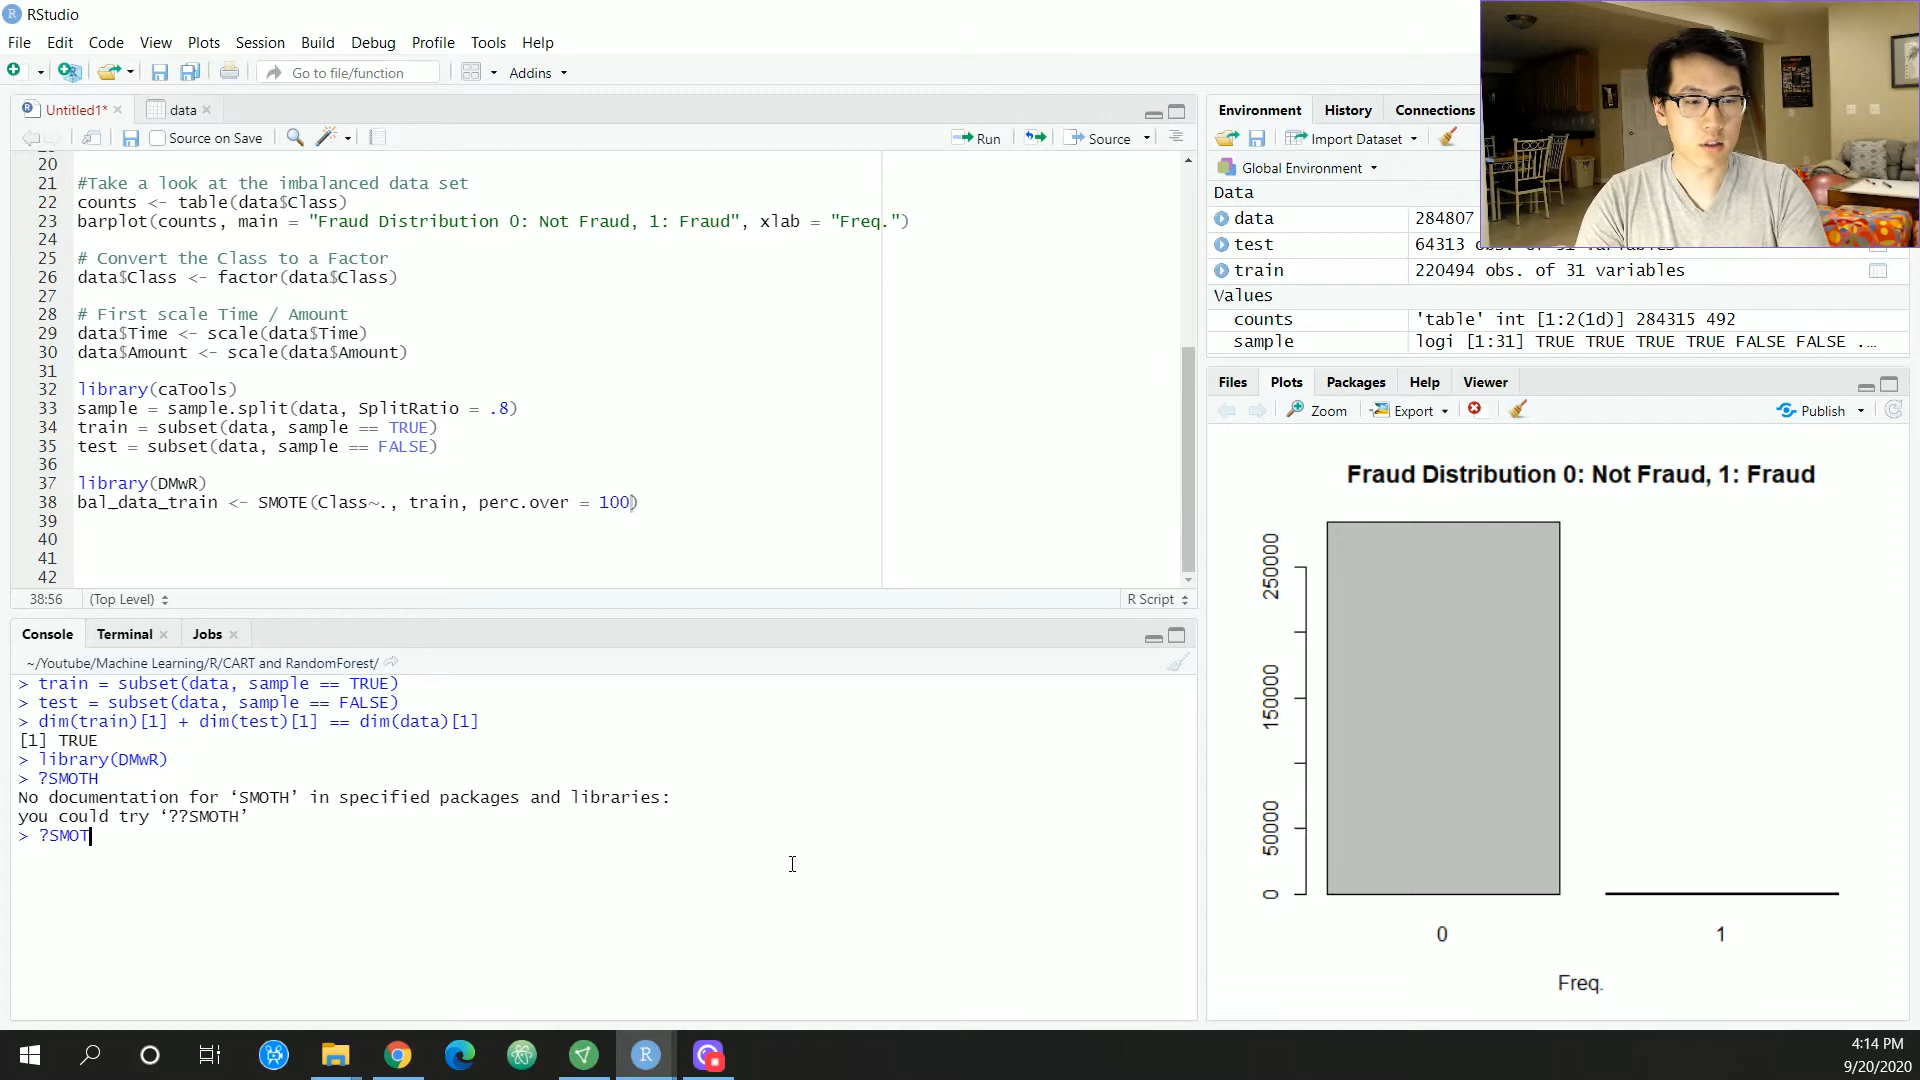 RStudio
File Edit Code View Plots Session Build Debug Profile Tools Help
Go to file/function Addins
Untitled1* data
Source on Save Run Source
20
21 #Take a look at the imbalanced data set
22 counts <- table(data$Class)
23 barplot(counts, main = "Fraud Distribution 0: Not Fraud, 1: Fraud", xlab = "Freq.")
24
25 # Convert the Class to a Factor
26 data$Class <- factor(data$Class)
27
28 # First scale Time / Amount
29 data$Time <- scale(data$Time)
30 data$Amount <- scale(data$Amount)
31
32 library(caTools)
33 sample = sample.split(data, SplitRatio = .8)
34 train = subset(data, sample == TRUE)
35 test = subset(data, sample == FALSE)
36
37 library(DMwR)
38 bal_data_train <- SMOTE(Class~., train, perc.over = 100)
39
40
41
42
38:56 (Top Level) R Script
Console Terminal Jobs
~/Youtube/Machine Learning/R/CART and RandomForest/
> train = subset(data, sample == TRUE)
> test = subset(data, sample == FALSE)
> dim(train)[1] + dim(test)[1] == dim(data)[1]
[1] TRUE
> library(DMwR)
> ?SMOTH
No documentation for ‘SMOTH’ in specified packages and libraries:
you could try ‘??SMOTH’
> ?SMOT
Environment History Connections
Import Dataset
Global Environment
Data
data 284807
test 64313 obs. of 31 variables
train 220494 obs. of 31 variables
Values
counts 'table' int [1:2(1d)] 284315 492
sample logi [1:31] TRUE TRUE TRUE TRUE FALSE FALSE ...
Files Plots Packages Help Viewer
Zoom Export Publish
Fraud Distribution 0: Not Fraud, 1: Fraud
250000
150000
50000
0
0 1
Freq.
4:14 PM
9/20/2020